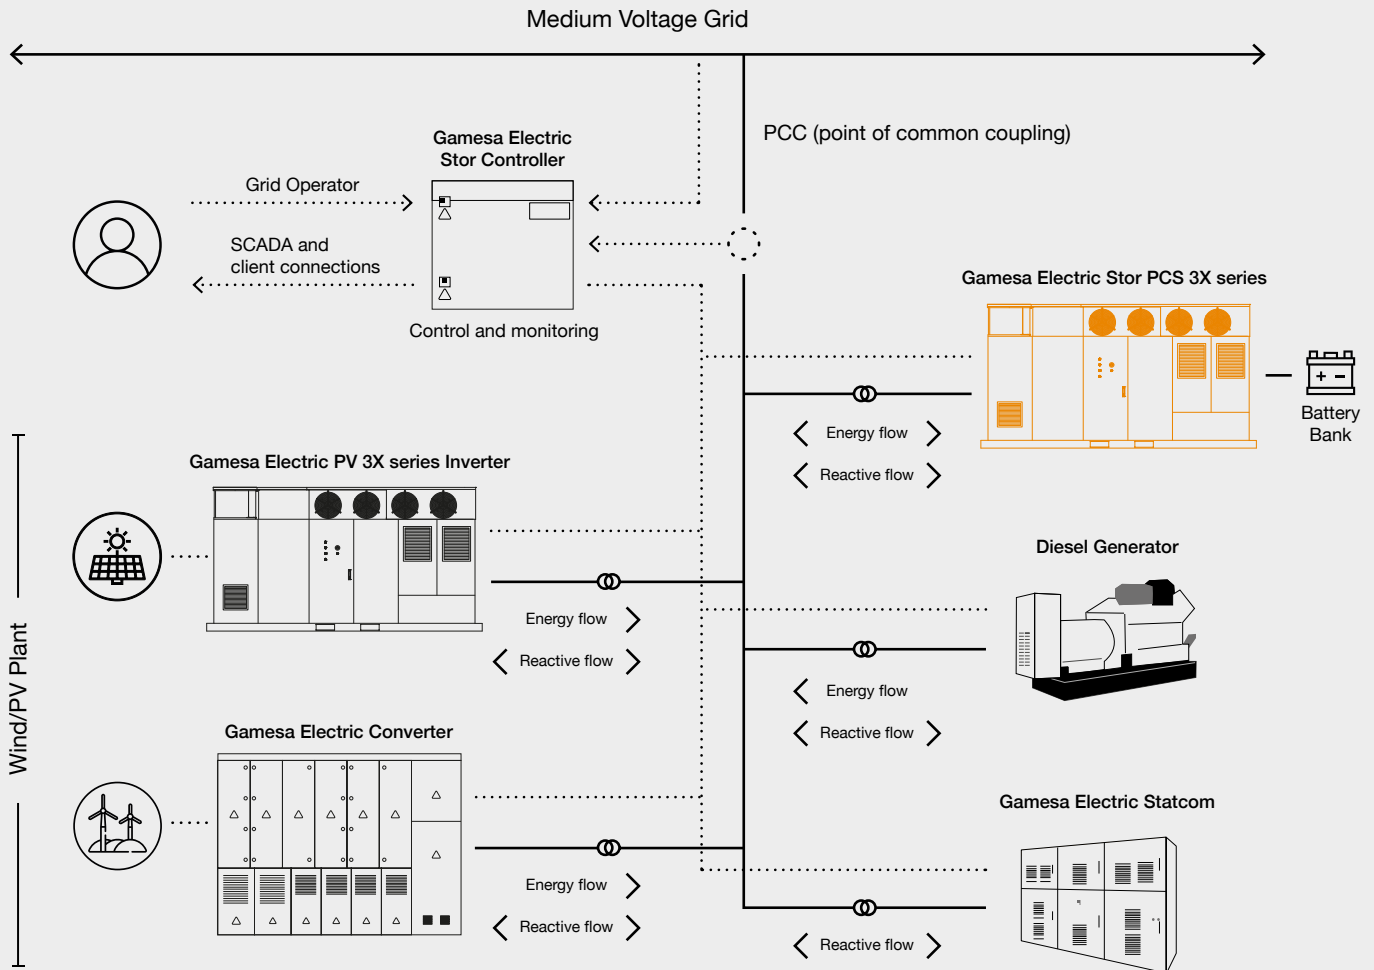 Medium Voltage Grid
PCC (point of common coupling)
Gamesa Electric
Stor Controller
Grid Operator
SCADA and
client connections
Control and monitoring
Gamesa Electric Stor PCS 3X series
+ −
Battery
Bank
Energy flow
Reactive flow
Wind/PV Plant
Gamesa Electric PV 3X series Inverter
Energy flow
Reactive flow
Diesel Generator
Energy flow
Reactive flow
Gamesa Electric Converter
Energy flow
Reactive flow
Gamesa Electric Statcom
Reactive flow